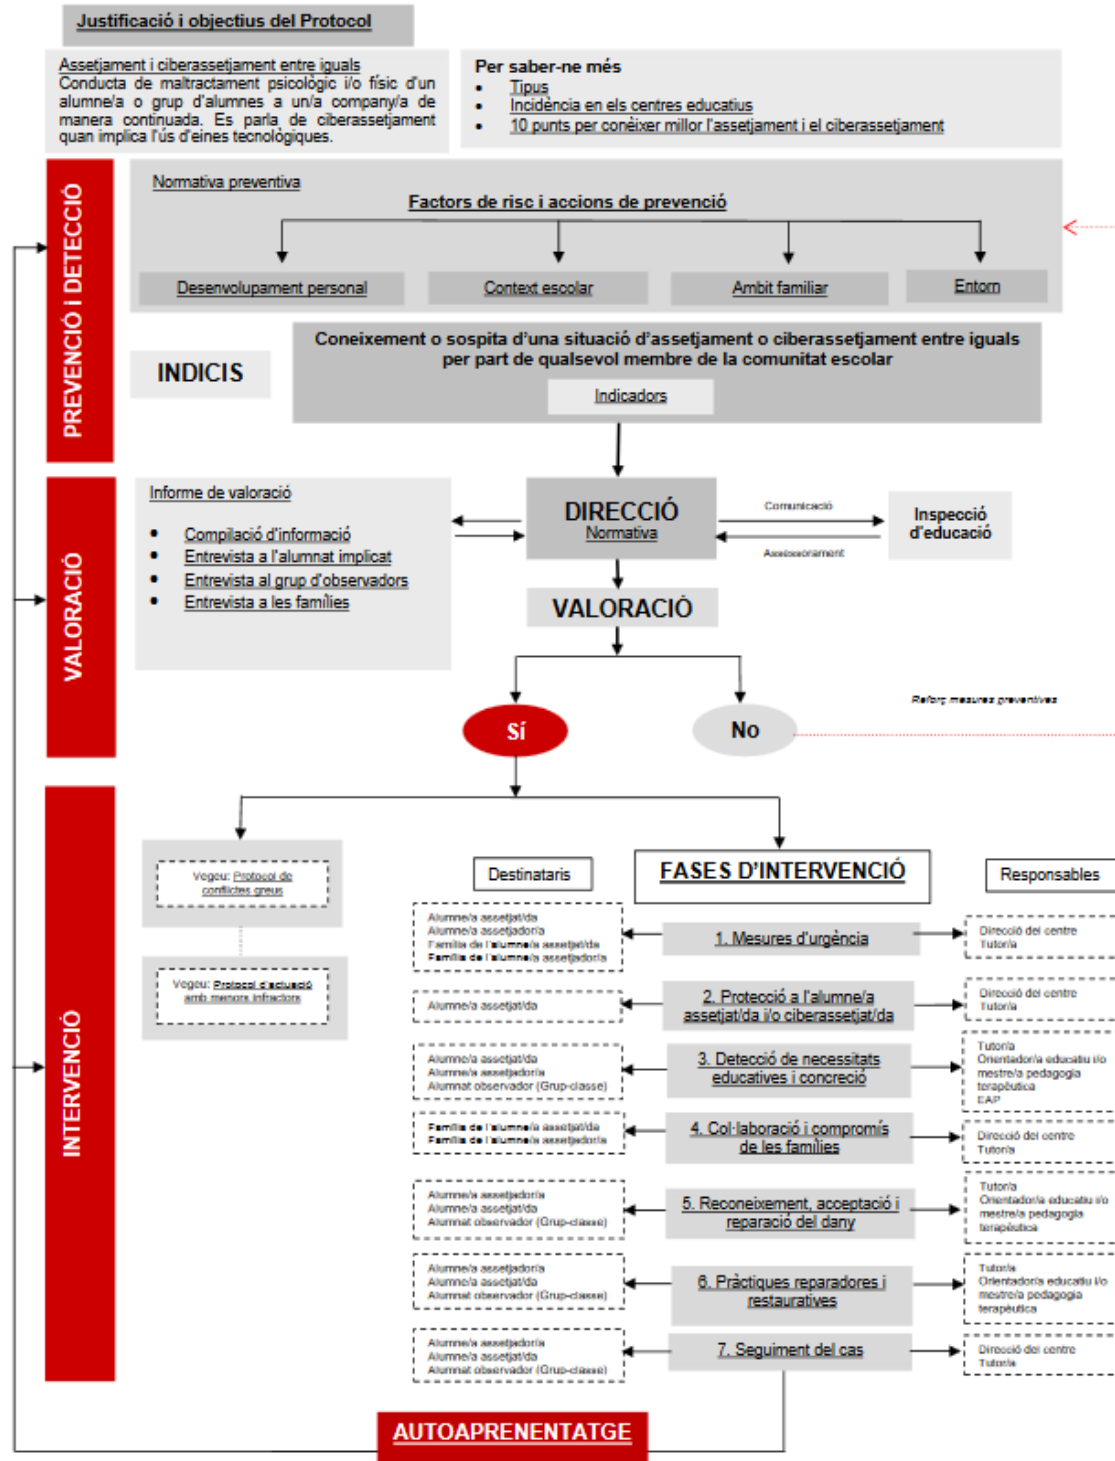 Justificació i objectius del Protocol
Assetjament i ciberassetjament entre iguals
Conducta de maltractament psicològic i/o físic d'un
alumne/a o grup d'alumnes a un/a company/a de
manera continuada. Es parla de ciberassetjament
quan implica l'ús d'eines tecnològiques.
Per saber-ne més
• Tipus
• Incidència en els centres educatius
• 10 punts per conèixer millor l'assetjament i el ciberassetjament
PREVENCIÓ i DETECCIÓ
Normativa preventiva
Factors de risc i accions de prevenció
Desenvolupament personal
Context escolar
Àmbit familiar
Entorn
INDICIS
Coneixement o sospita d'una situació d'assetjament o ciberassetjament entre iguals
per part de qualsevol membre de la comunitat escolar
Indicadors
VALORACIÓ
Informe de valoració
• Compilació d'informació
• Entrevista a l'alumnat implicat
• Entrevista al grup d'observadors
• Entrevista a les famílies
DIRECCIÓ
Normativa
Comunicació
Assessorament
Inspecció
d'educació
VALORACIÓ
Sí
No
Reforç mesures preventives
INTERVENCIÓ
Vegeu: Protocol de
conflictes greus
Vegeu: Protocol d'actuació
amb menors infractors
Destinataris
FASES D'INTERVENCIÓ
Responsables
Alumne/a assetjat/da
Alumne/a assetjador/a
Família de l'alumne/a assetjat/da
Família de l'alumne/a assetjador/a
1. Mesures d'urgència
Direcció del centre
Tutor/a
Alumne/a assetjat/da
2. Protecció a l'alumne/a
assetjat/da i/o ciberassetjat/da
Direcció del centre
Tutor/a
Alumne/a assetjat/da
Alumne/a assetjador/a
Alumnat observador (Grup-classe)
3. Detecció de necessitats
educatives i concreció
Tutor/a
Orientador/a educatiu i/o
mestre/a pedagogia
terapèutica
EAP
Família de l'alumne/a assetjat/da
Família de l'alumne/a assetjador/a
4. Col·laboració i compromís
de les famílies
Direcció del centre
Tutor/a
Alumne/a assetjador/a
Alumne/a assetjat/da
Alumnat observador (Grup-classe)
5. Reconeixement, acceptació i
reparació del dany
Tutor/a
Orientador/a educatiu i/o
mestre/a pedagogia
terapèutica
Alumne/a assetjador/a
Alumne/a assetjat/da
Alumnat observador (Grup-classe)
6. Pràctiques reparadores i
restauratives
Tutor/a
Orientador/a educatiu i/o
mestre/a pedagogia
terapèutica
Alumne/a assetjador/a
Alumne/a assetjat/da
Alumnat observador (Grup-classe)
7. Seguiment del cas
Direcció del centre
Tutor/a
AUTOAPRENENTATGE